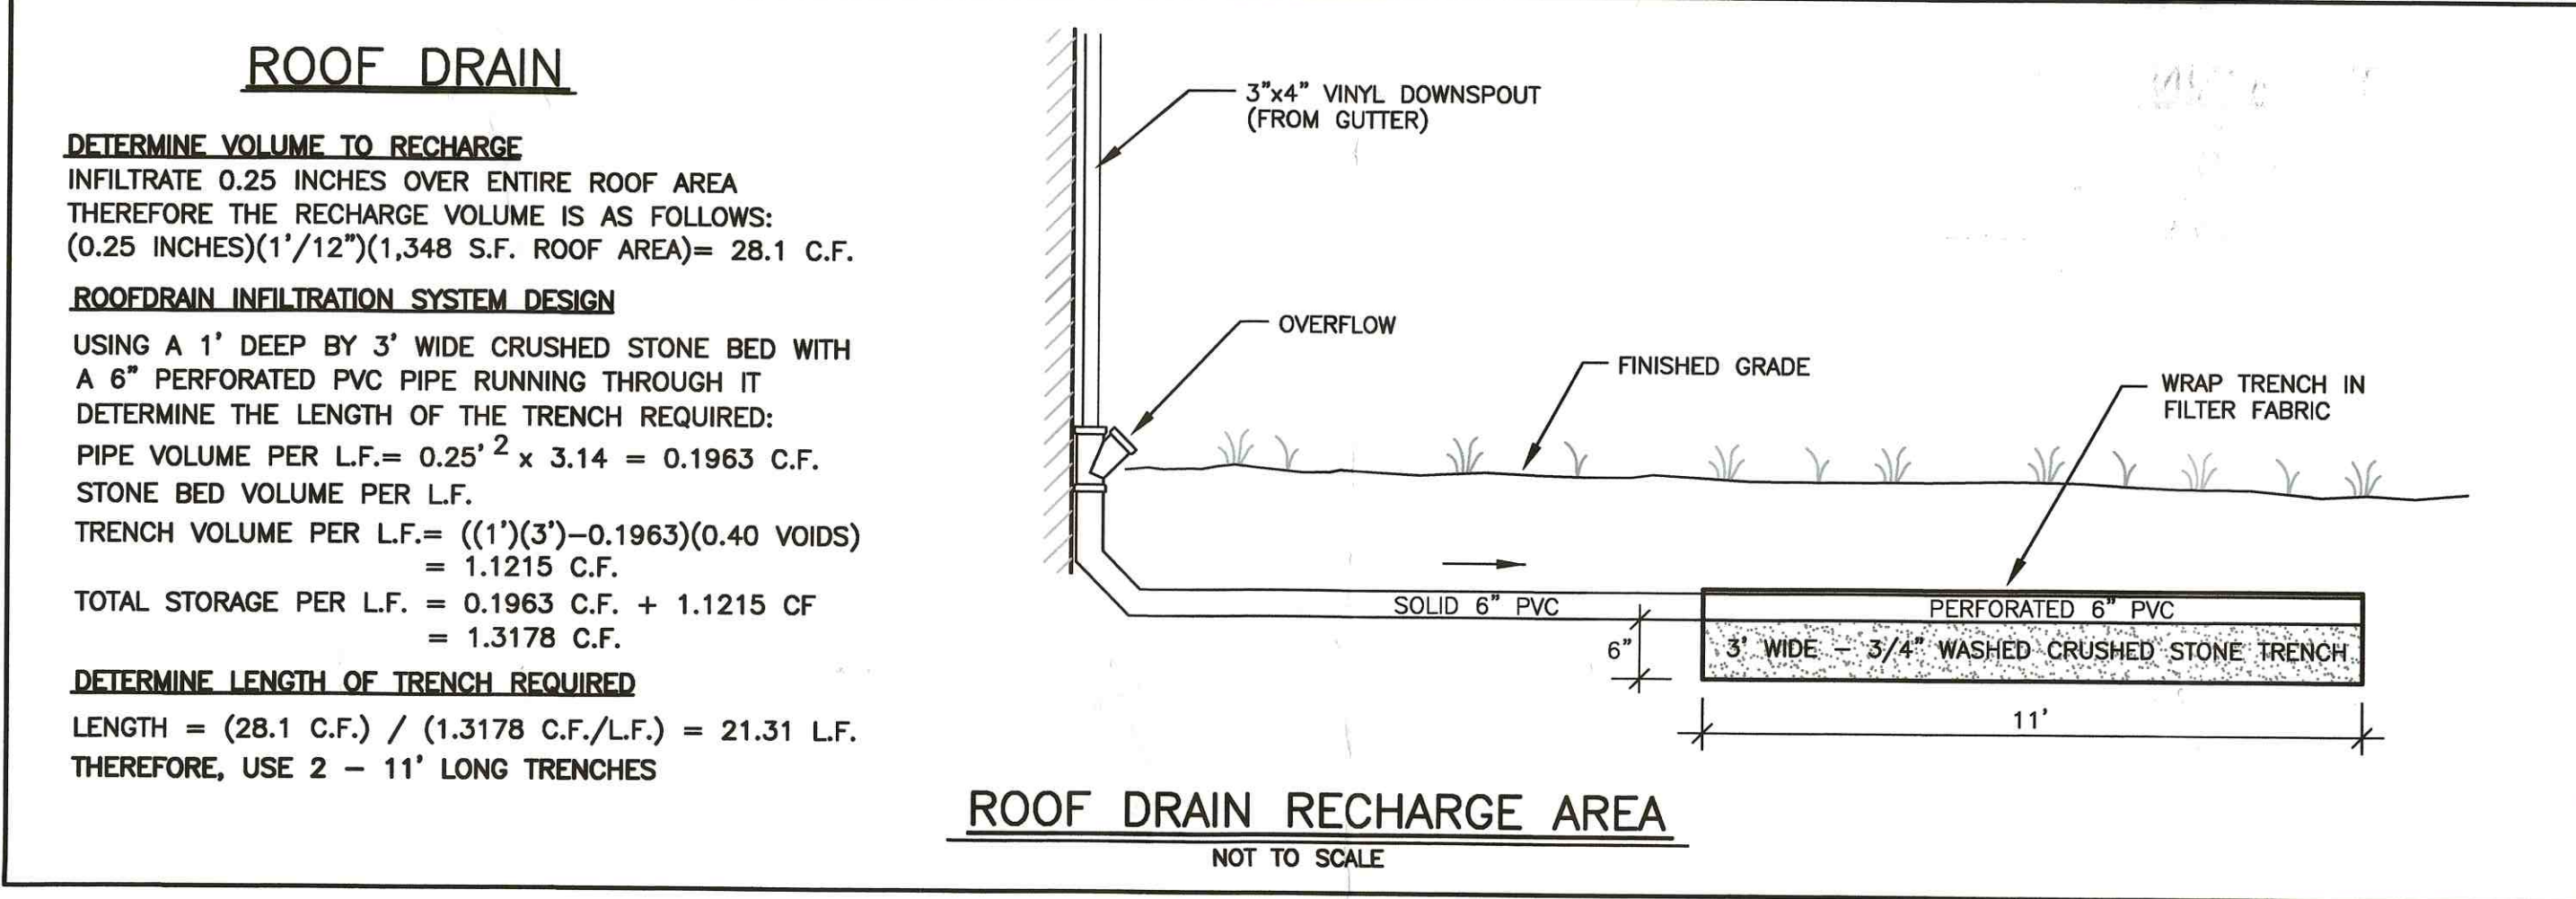 ROOF DRAIN
DETERMINE VOLUME TO RECHARGE
INFILTRATE 0.25 INCHES OVER ENTIRE ROOF AREA
THEREFORE THE RECHARGE VOLUME IS AS FOLLOWS:
(0.25 INCHES)(1'/12")(1,348 S.F. ROOF AREA)= 28.1 C.F.
ROOFDRAIN INFILTRATION SYSTEM DESIGN
USING A 1' DEEP BY 3' WIDE CRUSHED STONE BED WITH
A 6" PERFORATED PVC PIPE RUNNING THROUGH IT
DETERMINE THE LENGTH OF THE TRENCH REQUIRED:
PIPE VOLUME PER L.F.= 0.25'² x 3.14 = 0.1963 C.F.
STONE BED VOLUME PER L.F.
TRENCH VOLUME PER L.F.= ((1')(3')-0.1963)(0.40 VOIDS)
= 1.1215 C.F.
TOTAL STORAGE PER L.F. = 0.1963 C.F. + 1.1215 CF
= 1.3178 C.F.
DETERMINE LENGTH OF TRENCH REQUIRED
LENGTH = (28.1 C.F.) / (1.3178 C.F./L.F.) = 21.31 L.F.
THEREFORE, USE 2 - 11' LONG TRENCHES
3"x4" VINYL DOWNSPOUT
(FROM GUTTER)
OVERFLOW
FINISHED GRADE
WRAP TRENCH IN
FILTER FABRIC
SOLID 6" PVC
PERFORATED 6" PVC
6"
3' WIDE - 3/4" WASHED CRUSHED STONE TRENCH
11'
ROOF DRAIN RECHARGE AREA
NOT TO SCALE